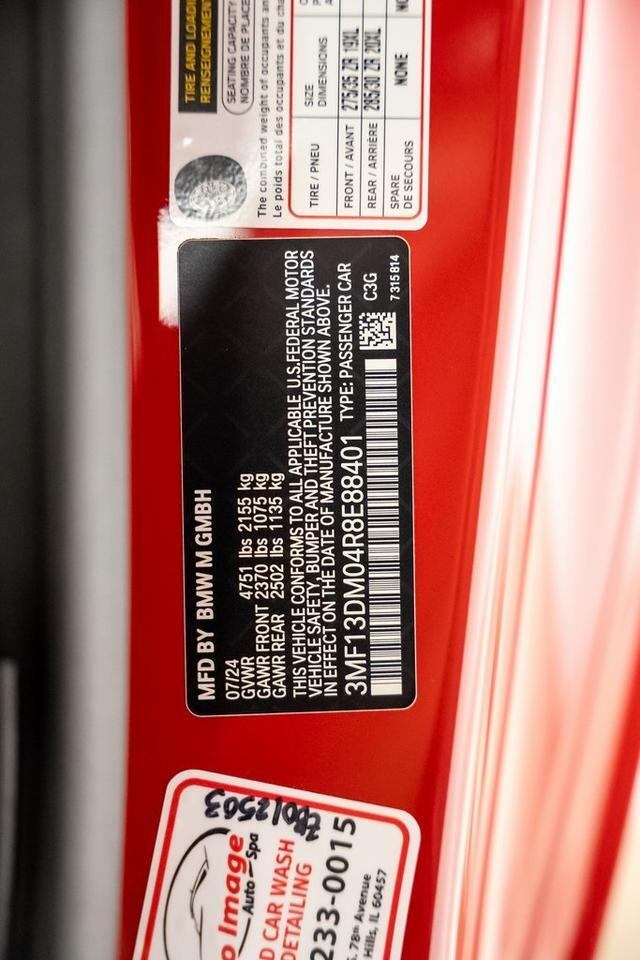 TIRE AND LOADI
RENSEIGNEMENT
SEATING CAPACITY
NOMBRE DE PLACE
The combined weight of occupants an
Le poids total des occupants et du cha
TIRE / PNEU
SIZE
DIMENSIONS
FRONT / AVANT
275/35 ZR 19XL
REAR / ARRIÈRE
285/30 ZR 20XL
SPARE
DE SECOURS
NONE
MFD BY BMW M GMBH
07/24
GVWR 4751 lbs 2155 kg
GAWR FRONT 2370 lbs 1075 kg
GAWR REAR 2502 lbs 1135 kg
THIS VEHICLE CONFORMS TO ALL APPLICABLE U.S.FEDERAL MOTOR
VEHICLE SAFETY, BUMPER AND THEFT PREVENTION STANDARDS
IN EFFECT ON THE DATE OF MANUFACTURE SHOWN ABOVE.
3MF13DM04R8E88401 TYPE: PASSENGER CAR
C3G
7315814
o Image
Auto Spa
D CAR WASH
DETAILING
233-0015
. 78th Avenue
Hills, IL 60457